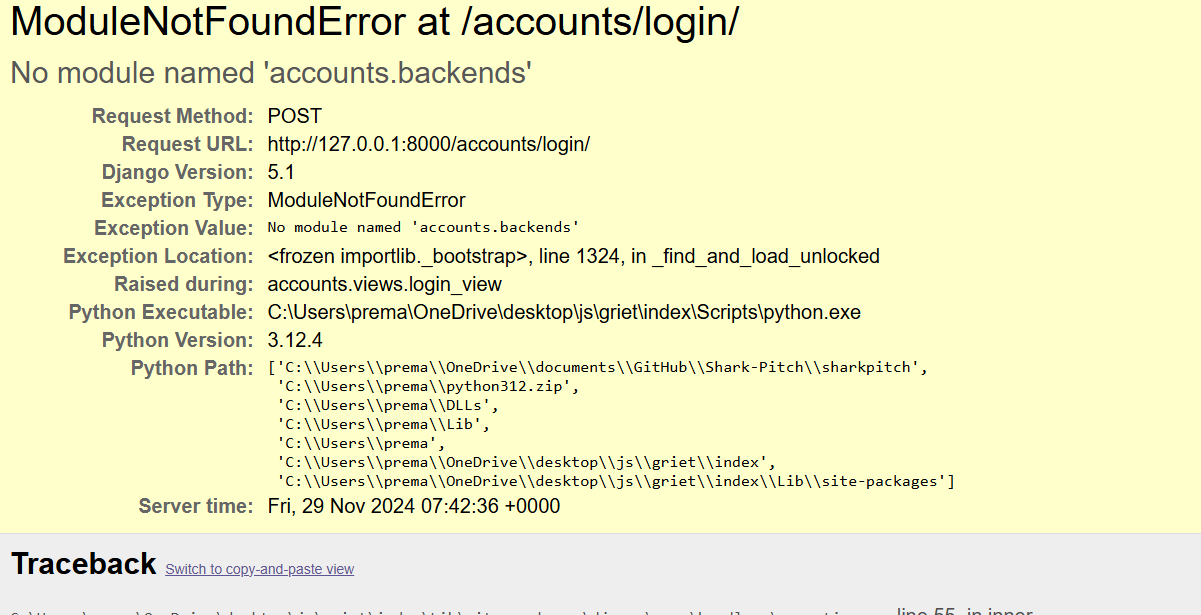 ModuleNotFoundError at /accounts/login/
No module named 'accounts.backends'
Request Method: POST
Request URL: http://127.0.0.1:8000/accounts/login/
Django Version: 5.1
Exception Type: ModuleNotFoundError
Exception Value: No module named 'accounts.backends'
Exception Location: <frozen importlib._bootstrap>, line 1324, in _find_and_load_unlocked
Raised during: accounts.views.login_view
Python Executable: C:\Users\prema\OneDrive\desktop\js\griet\index\Scripts\python.exe
Python Version: 3.12.4
Python Path: ['C:\\Users\\prema\\OneDrive\\documents\\GitHub\\Shark-Pitch\\sharkpitch',
'C:\\Users\\prema\\python312.zip',
'C:\\Users\\prema\\DLLs',
'C:\\Users\\prema\\Lib',
'C:\\Users\\prema',
'C:\\Users\\prema\\OneDrive\\desktop\\js\\griet\\index',
'C:\\Users\\prema\\OneDrive\\desktop\\js\\griet\\index\\Lib\\site-packages']
Server time: Fri, 29 Nov 2024 07:42:36 +0000
Traceback Switch to copy-and-paste view
line 55, in inner